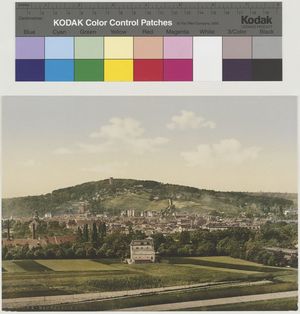 KODAK Color Control Patches
Kodak
Blue Cyan Green Yellow Red Magenta White 3/Color Black